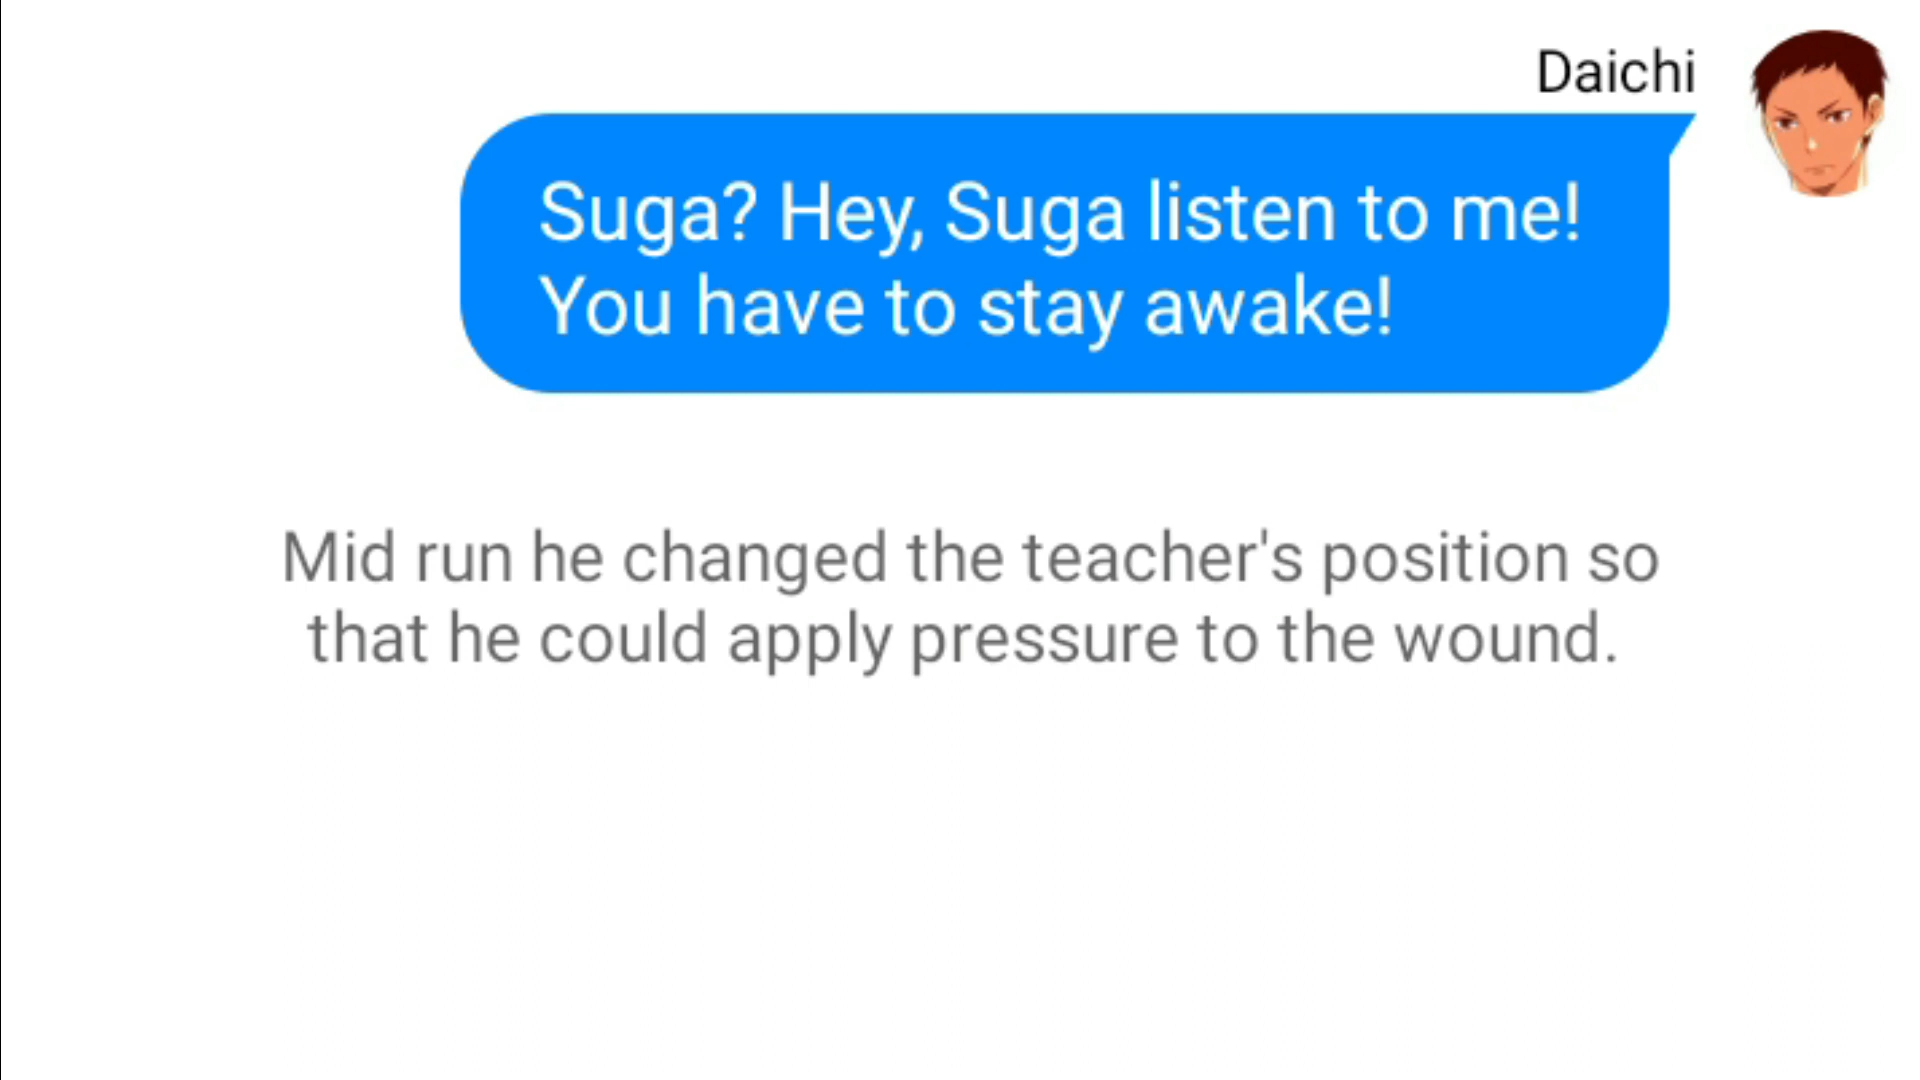 Daichi
Suga? Hey, Suga listen to me!
You have to stay awake!
Mid run he changed the teacher's position so
that he could apply pressure to the wound.